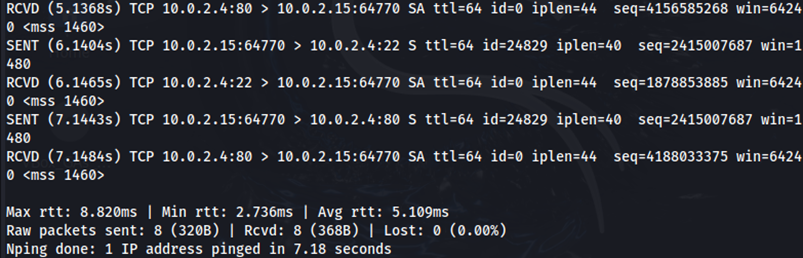 RCVD (5.1368s) TCP 10.0.2.4:80 > 10.0.2.15:64770 SA ttl=64 id=0 iplen=44  seq=4156585268 win=6424
0 <mss 1460>
SENT (6.1404s) TCP 10.0.2.15:64770 > 10.0.2.4:22 S ttl=64 id=24829 iplen=40  seq=2415007687 win=1
480
RCVD (6.1465s) TCP 10.0.2.4:22 > 10.0.2.15:64770 SA ttl=64 id=0 iplen=44  seq=1878853885 win=6424
0 <mss 1460>
SENT (7.1443s) TCP 10.0.2.15:64770 > 10.0.2.4:80 S ttl=64 id=24829 iplen=40  seq=2415007687 win=1
480
RCVD (7.1484s) TCP 10.0.2.4:80 > 10.0.2.15:64770 SA ttl=64 id=0 iplen=44  seq=4188033375 win=6424
0 <mss 1460>

Max rtt: 8.820ms | Min rtt: 2.736ms | Avg rtt: 5.109ms
Raw packets sent: 8 (320B) | Rcvd: 8 (368B) | Lost: 0 (0.00%)
Nping done: 1 IP address pinged in 7.18 seconds